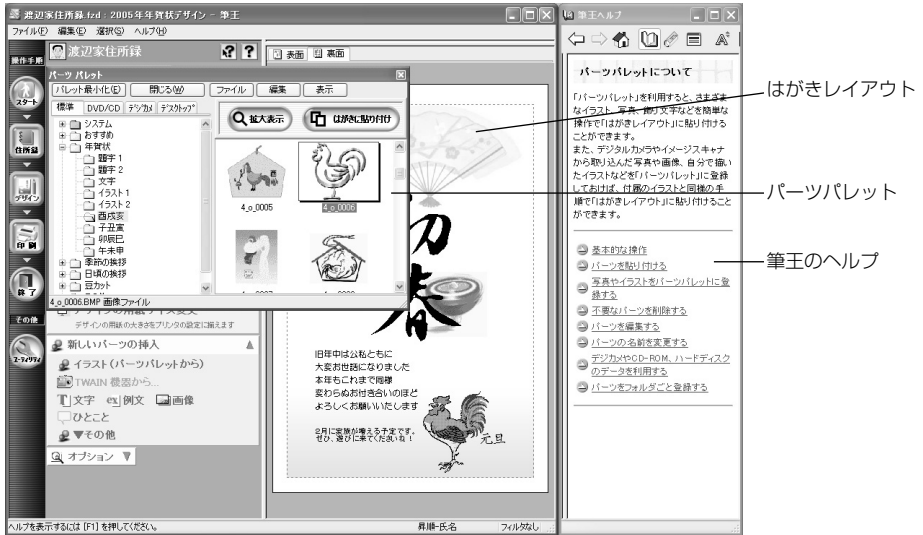 渡辺家住所録.fzd : 2005年年賀状デザイン - 筆王
ファイル(F) 編集(E) 選択(S) ヘルプ(H)
操作手順
スタート
住所録
デザイン
印刷
終了
その他
ユーティリティ
渡辺家住所録
表面 裏面
パーツ パレット
パレット最小化(E) 閉じる(W) ファイル 編集 表示
標準 DVD/CD デジカメ デスクトップ
システム
おすすめ
年賀状
題字 1
題字 2
文字
イラスト 1
イラスト 2
酉戌亥
子丑寅
卯辰巳
午未申
季節の挨拶
日頃の挨拶
豆カット
拡大表示 はがきに貼り付け
4_o_0005
4_o_0006
4_o_0006.BMP 画像ファイル
デザインの用紙の大きさをプリンタの設定に揃えます
新しいパーツの挿入
イラスト(パーツパレットから)
TWAIN 機器から...
文字 ex 例文 画像
ひとこと
▼その他
オプション ▼
初春
旧年中は公私ともに
大変お世話になりました
本年もこれまで同様
変わらぬお付き合いのほど
よろしくお願いいたします
2月に家族が増える予定です。
ぜひ、遊びに来てくださいね!
元旦
ヘルプを表示するには [F1] を押してください。
昇順-氏名 フィルタなし
筆王ヘルプ
パーツパレットについて
「パーツパレット」を利用すると、さまざま
なイラスト、写真、飾り文字などを簡単な
操作で「はがきレイアウト」に貼り付ける
ことができます。
また、デジタルカメラやイメージスキャナ
から取り込んだ写真や画像、自分で描い
たイラストなどを「パーツパレット」に登録
しておけば、付属のイラストと同様の手
順で「はがきレイアウト」に貼り付けること
ができます。
基本的な操作
パーツを貼り付ける
写真やイラストをパーツパレットに登
録する
不要なパーツを削除する
パーツを編集する
パーツの名前を変更する
デジカメやCD-ROM、ハードディスク
のデータを利用する
パーツをフォルダごと登録する
はがきレイアウト
パーツパレット
筆王のヘルプ